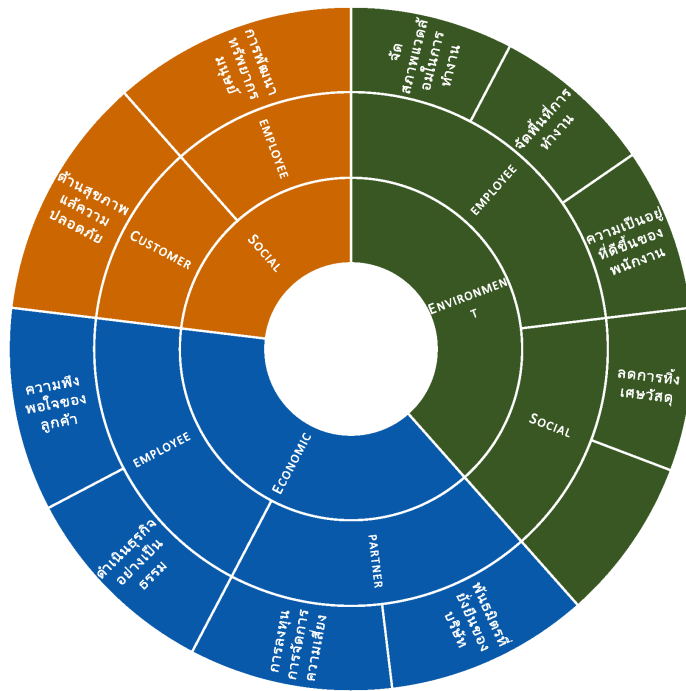 จัด
สภาพแวดล้
อมในการ
ทำงาน
จัดพื้นที่การ
ทำงาน
ความเป็นอยู่
ที่ดีขึ้นของ
พนักงาน
ลดการทิ้ง
เศษวัสดุ
EMPLOYEE
SOCIAL
ENVIRONMEN
T
พันธมิตรที่
ยั่งยืนของ
บริษัท
การลงทุน
การจัดการ
ความเสี่ยง
PARTNER
ดำเนินธุรกิจ
อย่างเป็น
ธรรม
ความพึง
พอใจของ
ลูกค้า
EMPLOYEE
ECONOMIC
ด้านสุขภาพ
แล้ความ
ปลอดภัย
CUSTOMER
การพัฒนา
ทรัพยากร
มนุษย์
EMPLOYEE
SOCIAL